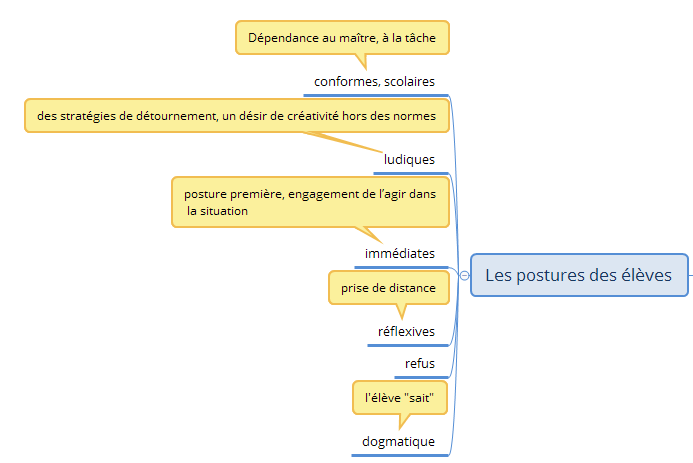 Dépendance au maître, à la tâche
conformes, scolaires
des stratégies de détournement, un désir de créativité hors des normes
ludiques
posture première, engagement de l’agir dans
la situation
immédiates
Les postures des élèves
prise de distance
réflexives
refus
l'élève "sait"
dogmatique